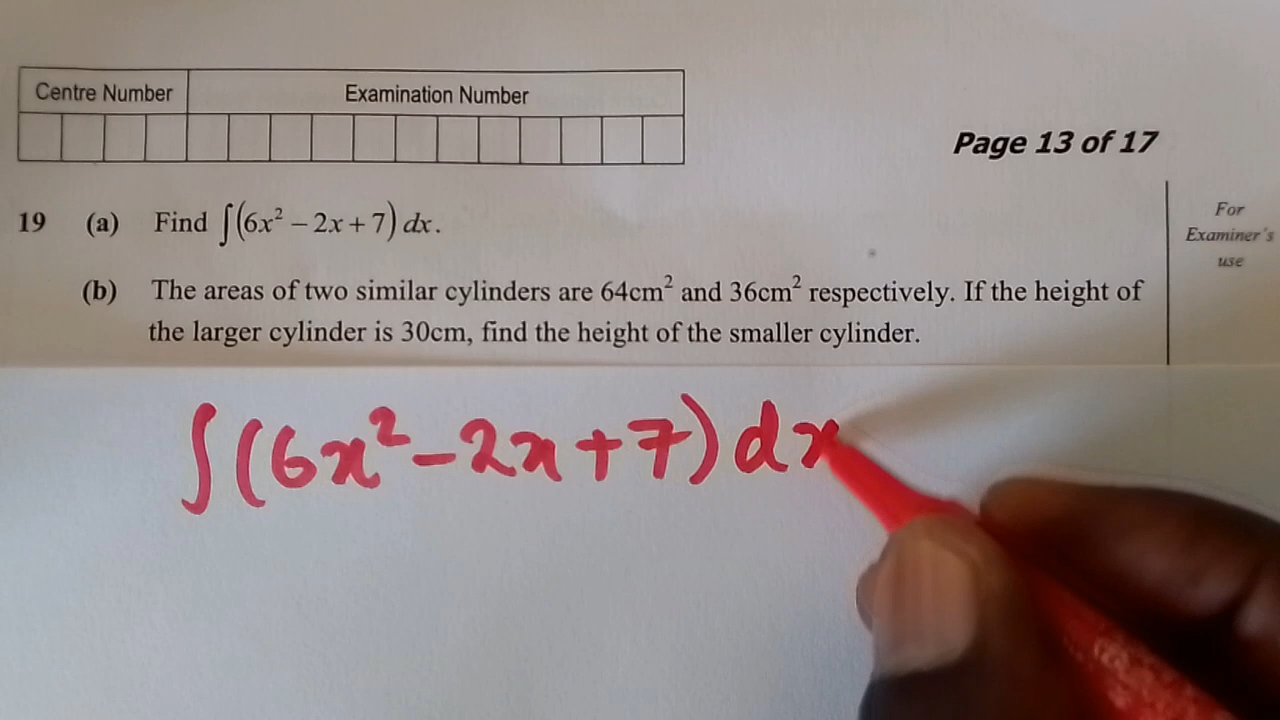 Centre Number Examination Number
Page 13 of 17
19 (a) Find ∫(6x² − 2x + 7) dx.
For
Examiner's
use
(b) The areas of two similar cylinders are 64cm² and 36cm² respectively. If the height of
the larger cylinder is 30cm, find the height of the smaller cylinder.
∫(6x²−2x+7)dx